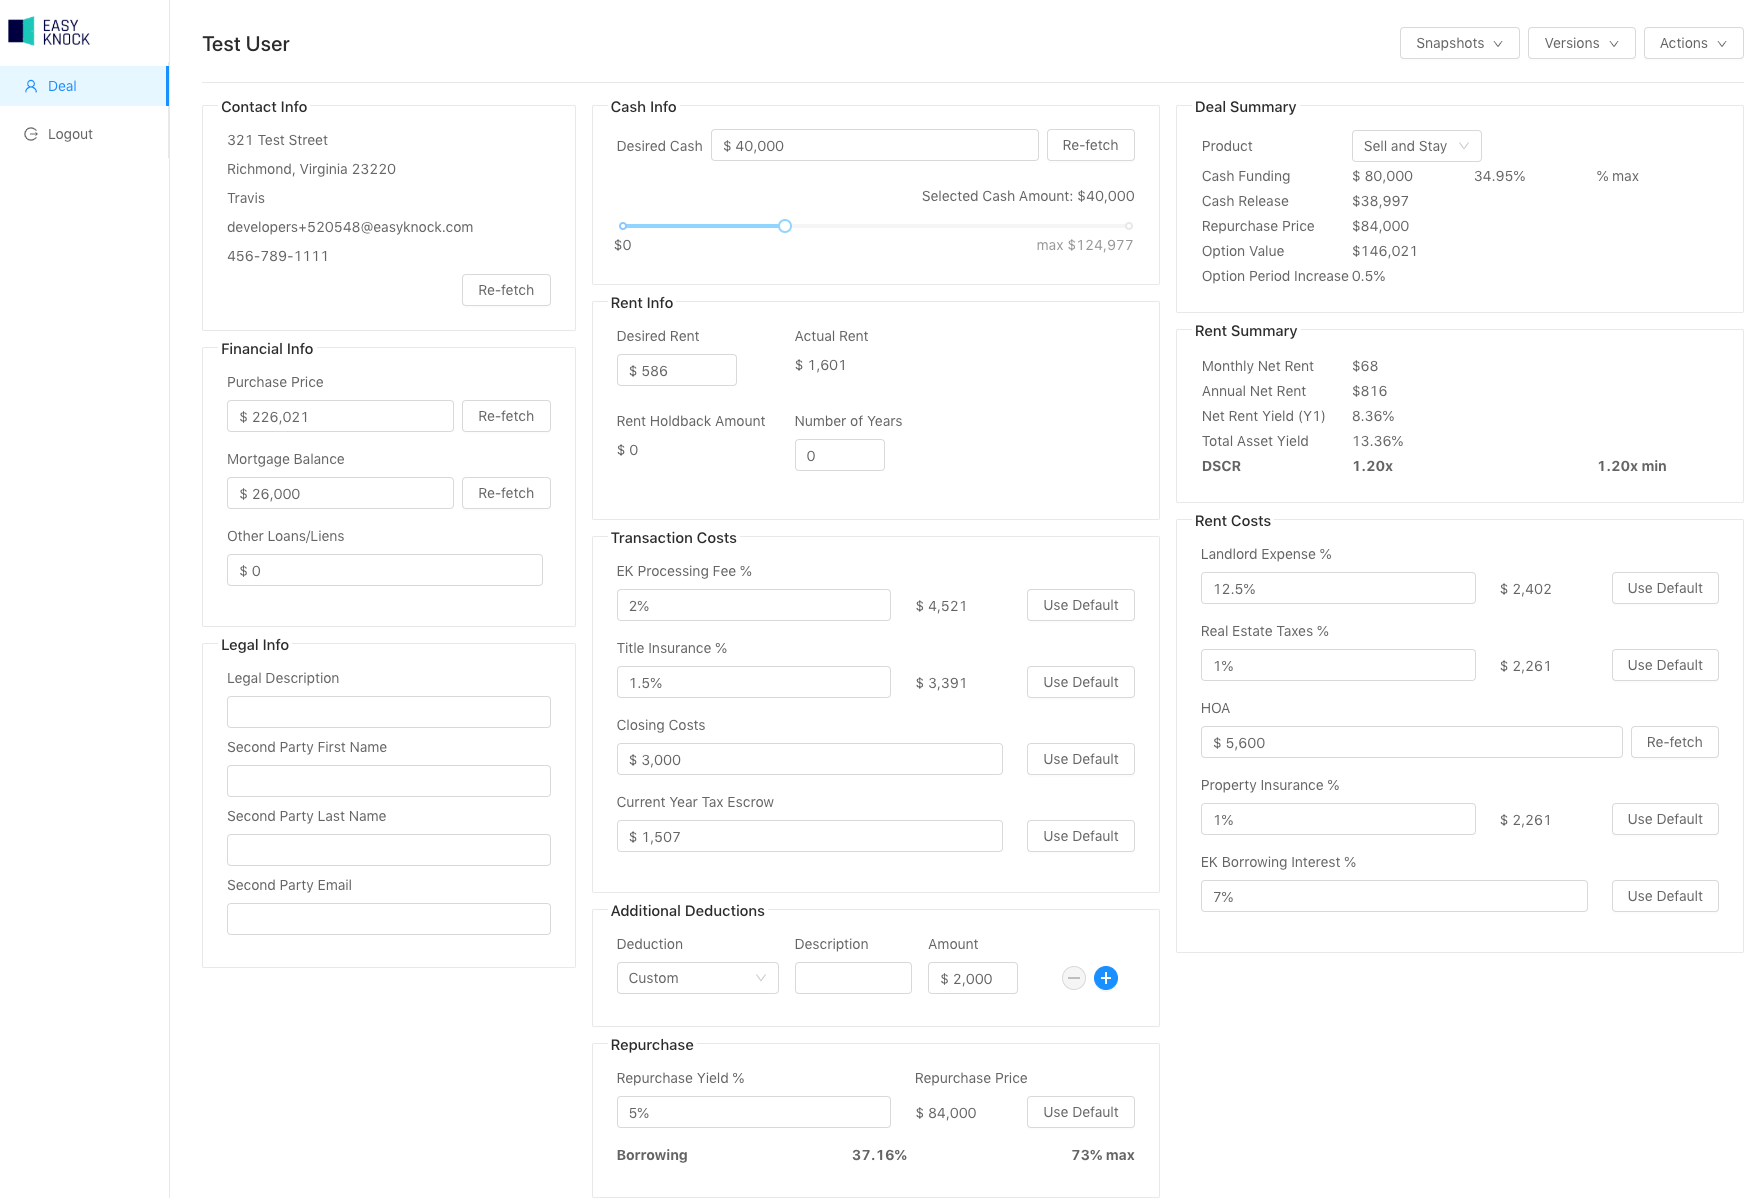 EASY
KNOCK
Deal
Logout
Test User
Snapshots
Versions
Actions
Contact Info
321 Test Street
Richmond, Virginia 23220
Travis
developers+520548@easyknock.com
456-789-1111
Re-fetch
Financial Info
Purchase Price
$ 226,021 Re-fetch
Mortgage Balance
$ 26,000 Re-fetch
Other Loans/Liens
$ 0
Legal Info
Legal Description
Second Party First Name
Second Party Last Name
Second Party Email
Cash Info
Desired Cash $ 40,000 Re-fetch
Selected Cash Amount: $40,000
$0 max $124,977
Rent Info
Desired Rent Actual Rent
$ 586 $ 1,601
Rent Holdback Amount Number of Years
$ 0 0
Transaction Costs
EK Processing Fee %
2% $ 4,521 Use Default
Title Insurance %
1.5% $ 3,391 Use Default
Closing Costs
$ 3,000 Use Default
Current Year Tax Escrow
$ 1,507 Use Default
Additional Deductions
Deduction Description Amount
Custom $ 2,000
Repurchase
Repurchase Yield % Repurchase Price
5% $ 84,000 Use Default
Borrowing 37.16% 73% max
Deal Summary
Product Sell and Stay
Cash Funding $ 80,000 34.95% % max
Cash Release $38,997
Repurchase Price $84,000
Option Value $146,021
Option Period Increase 0.5%
Rent Summary
Monthly Net Rent $68
Annual Net Rent $816
Net Rent Yield (Y1) 8.36%
Total Asset Yield 13.36%
DSCR 1.20x 1.20x min
Rent Costs
Landlord Expense %
12.5% $ 2,402 Use Default
Real Estate Taxes %
1% $ 2,261 Use Default
HOA
$ 5,600 Re-fetch
Property Insurance %
1% $ 2,261 Use Default
EK Borrowing Interest %
7% Use Default